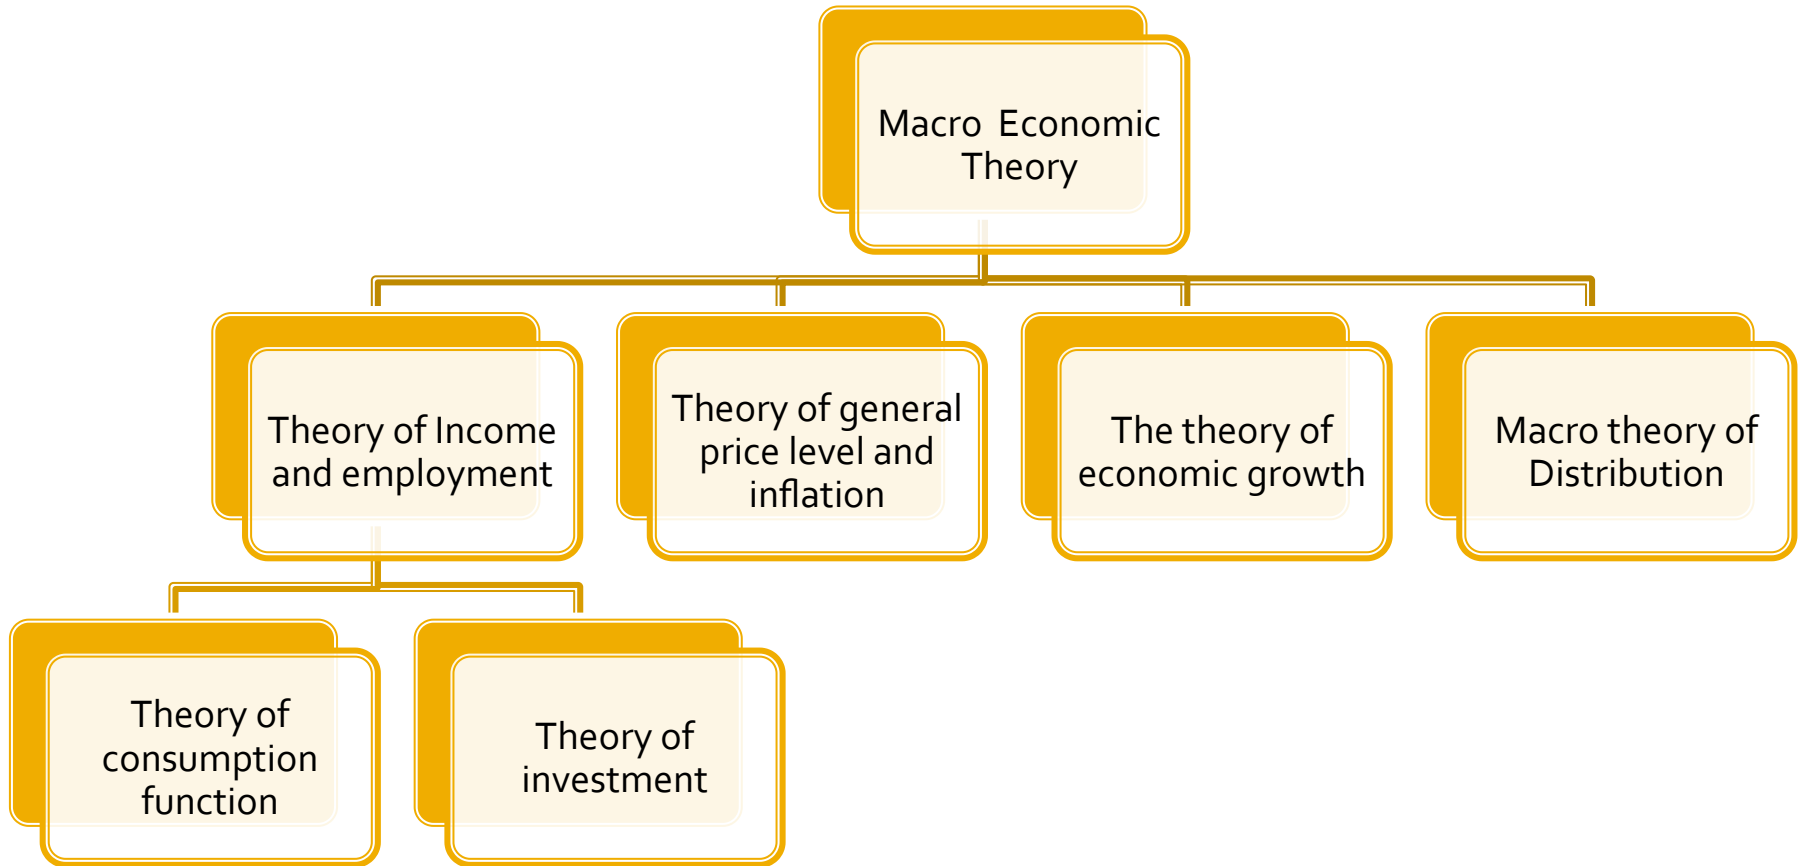 Macro Economic
Theory
Theory of Income
and employment
Theory of general
price level and
inflation
The theory of
economic growth
Macro theory of
Distribution
Theory of
consumption
function
Theory of
investment